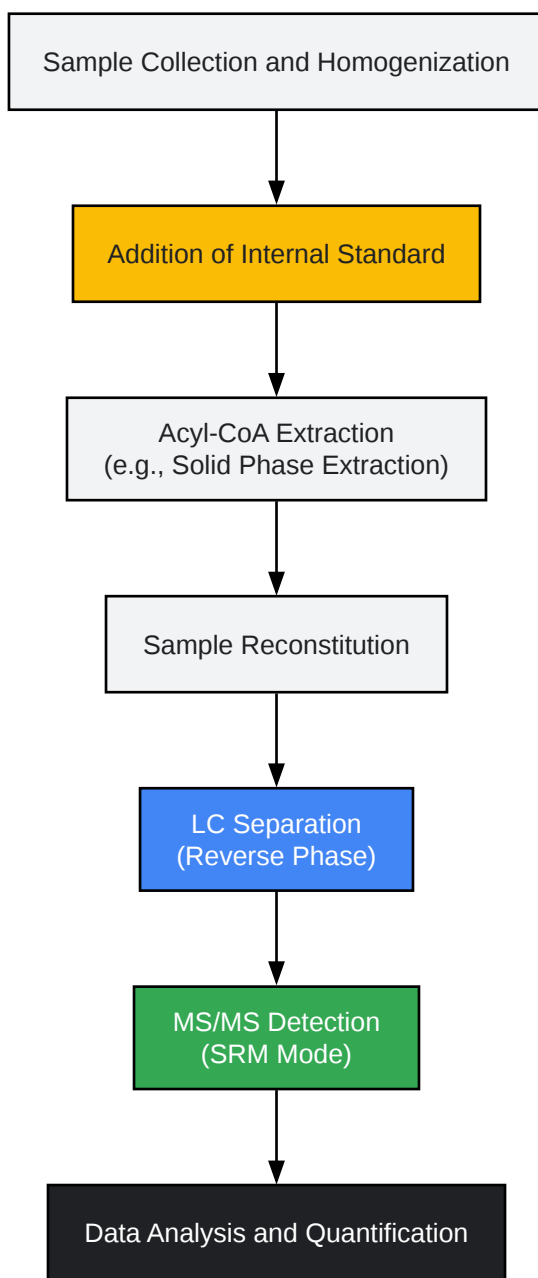 Sample Collection and Homogenization
Addition of Internal Standard
Acyl-CoA Extraction
(e.g., Solid Phase Extraction)
Sample Reconstitution
LC Separation
(Reverse Phase)
MS/MS Detection
(SRM Mode)
Data Analysis and Quantification